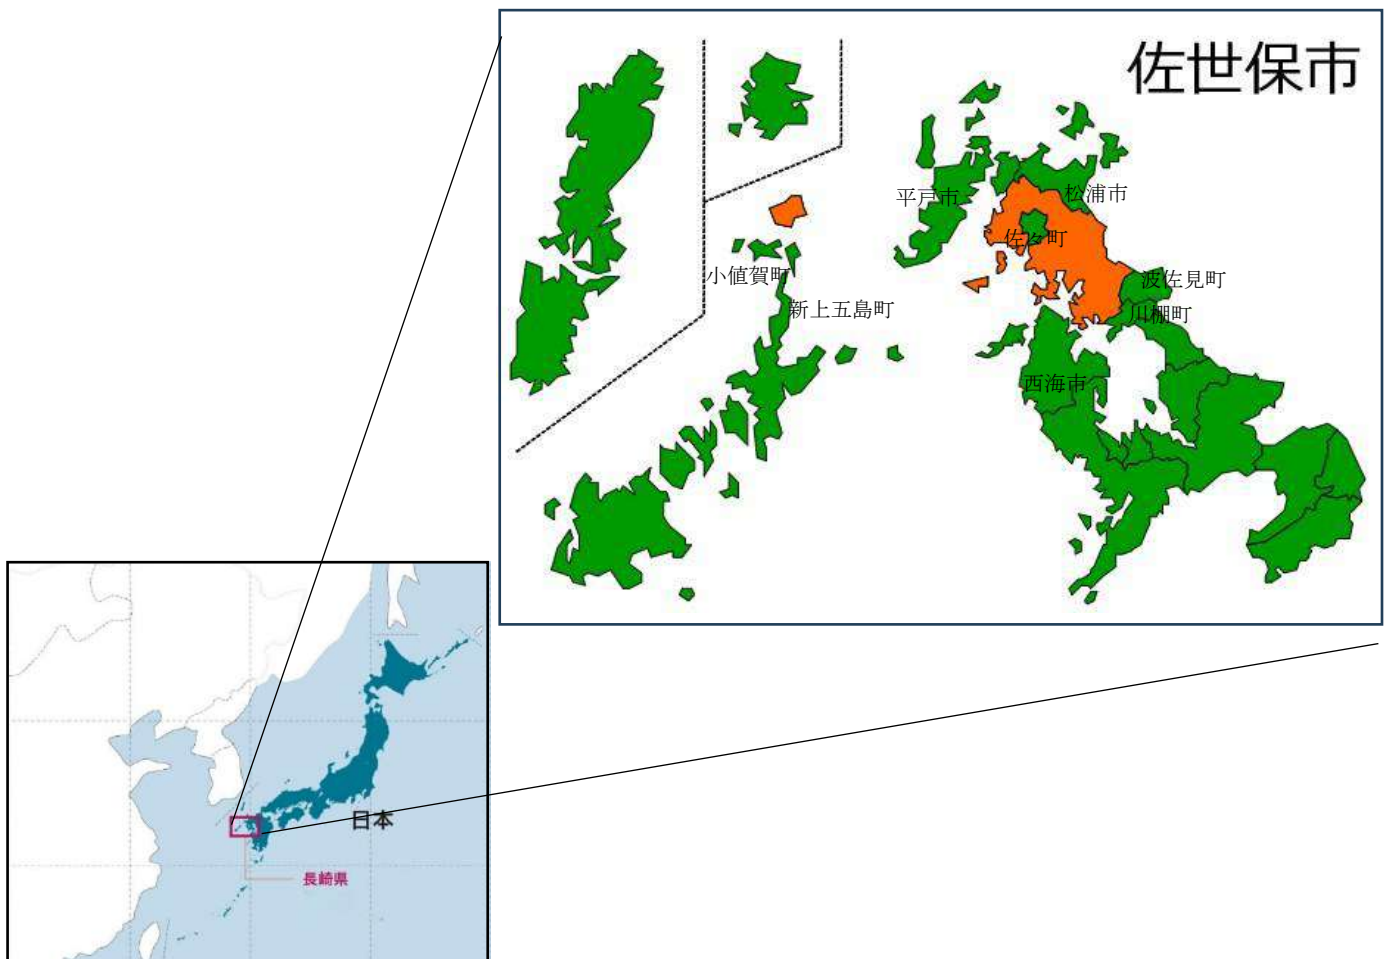 佐世保市
平戸市
松浦市
佐々町
小値賀町
波佐見町
新上五島町
川棚町
西海市
日本
長崎県